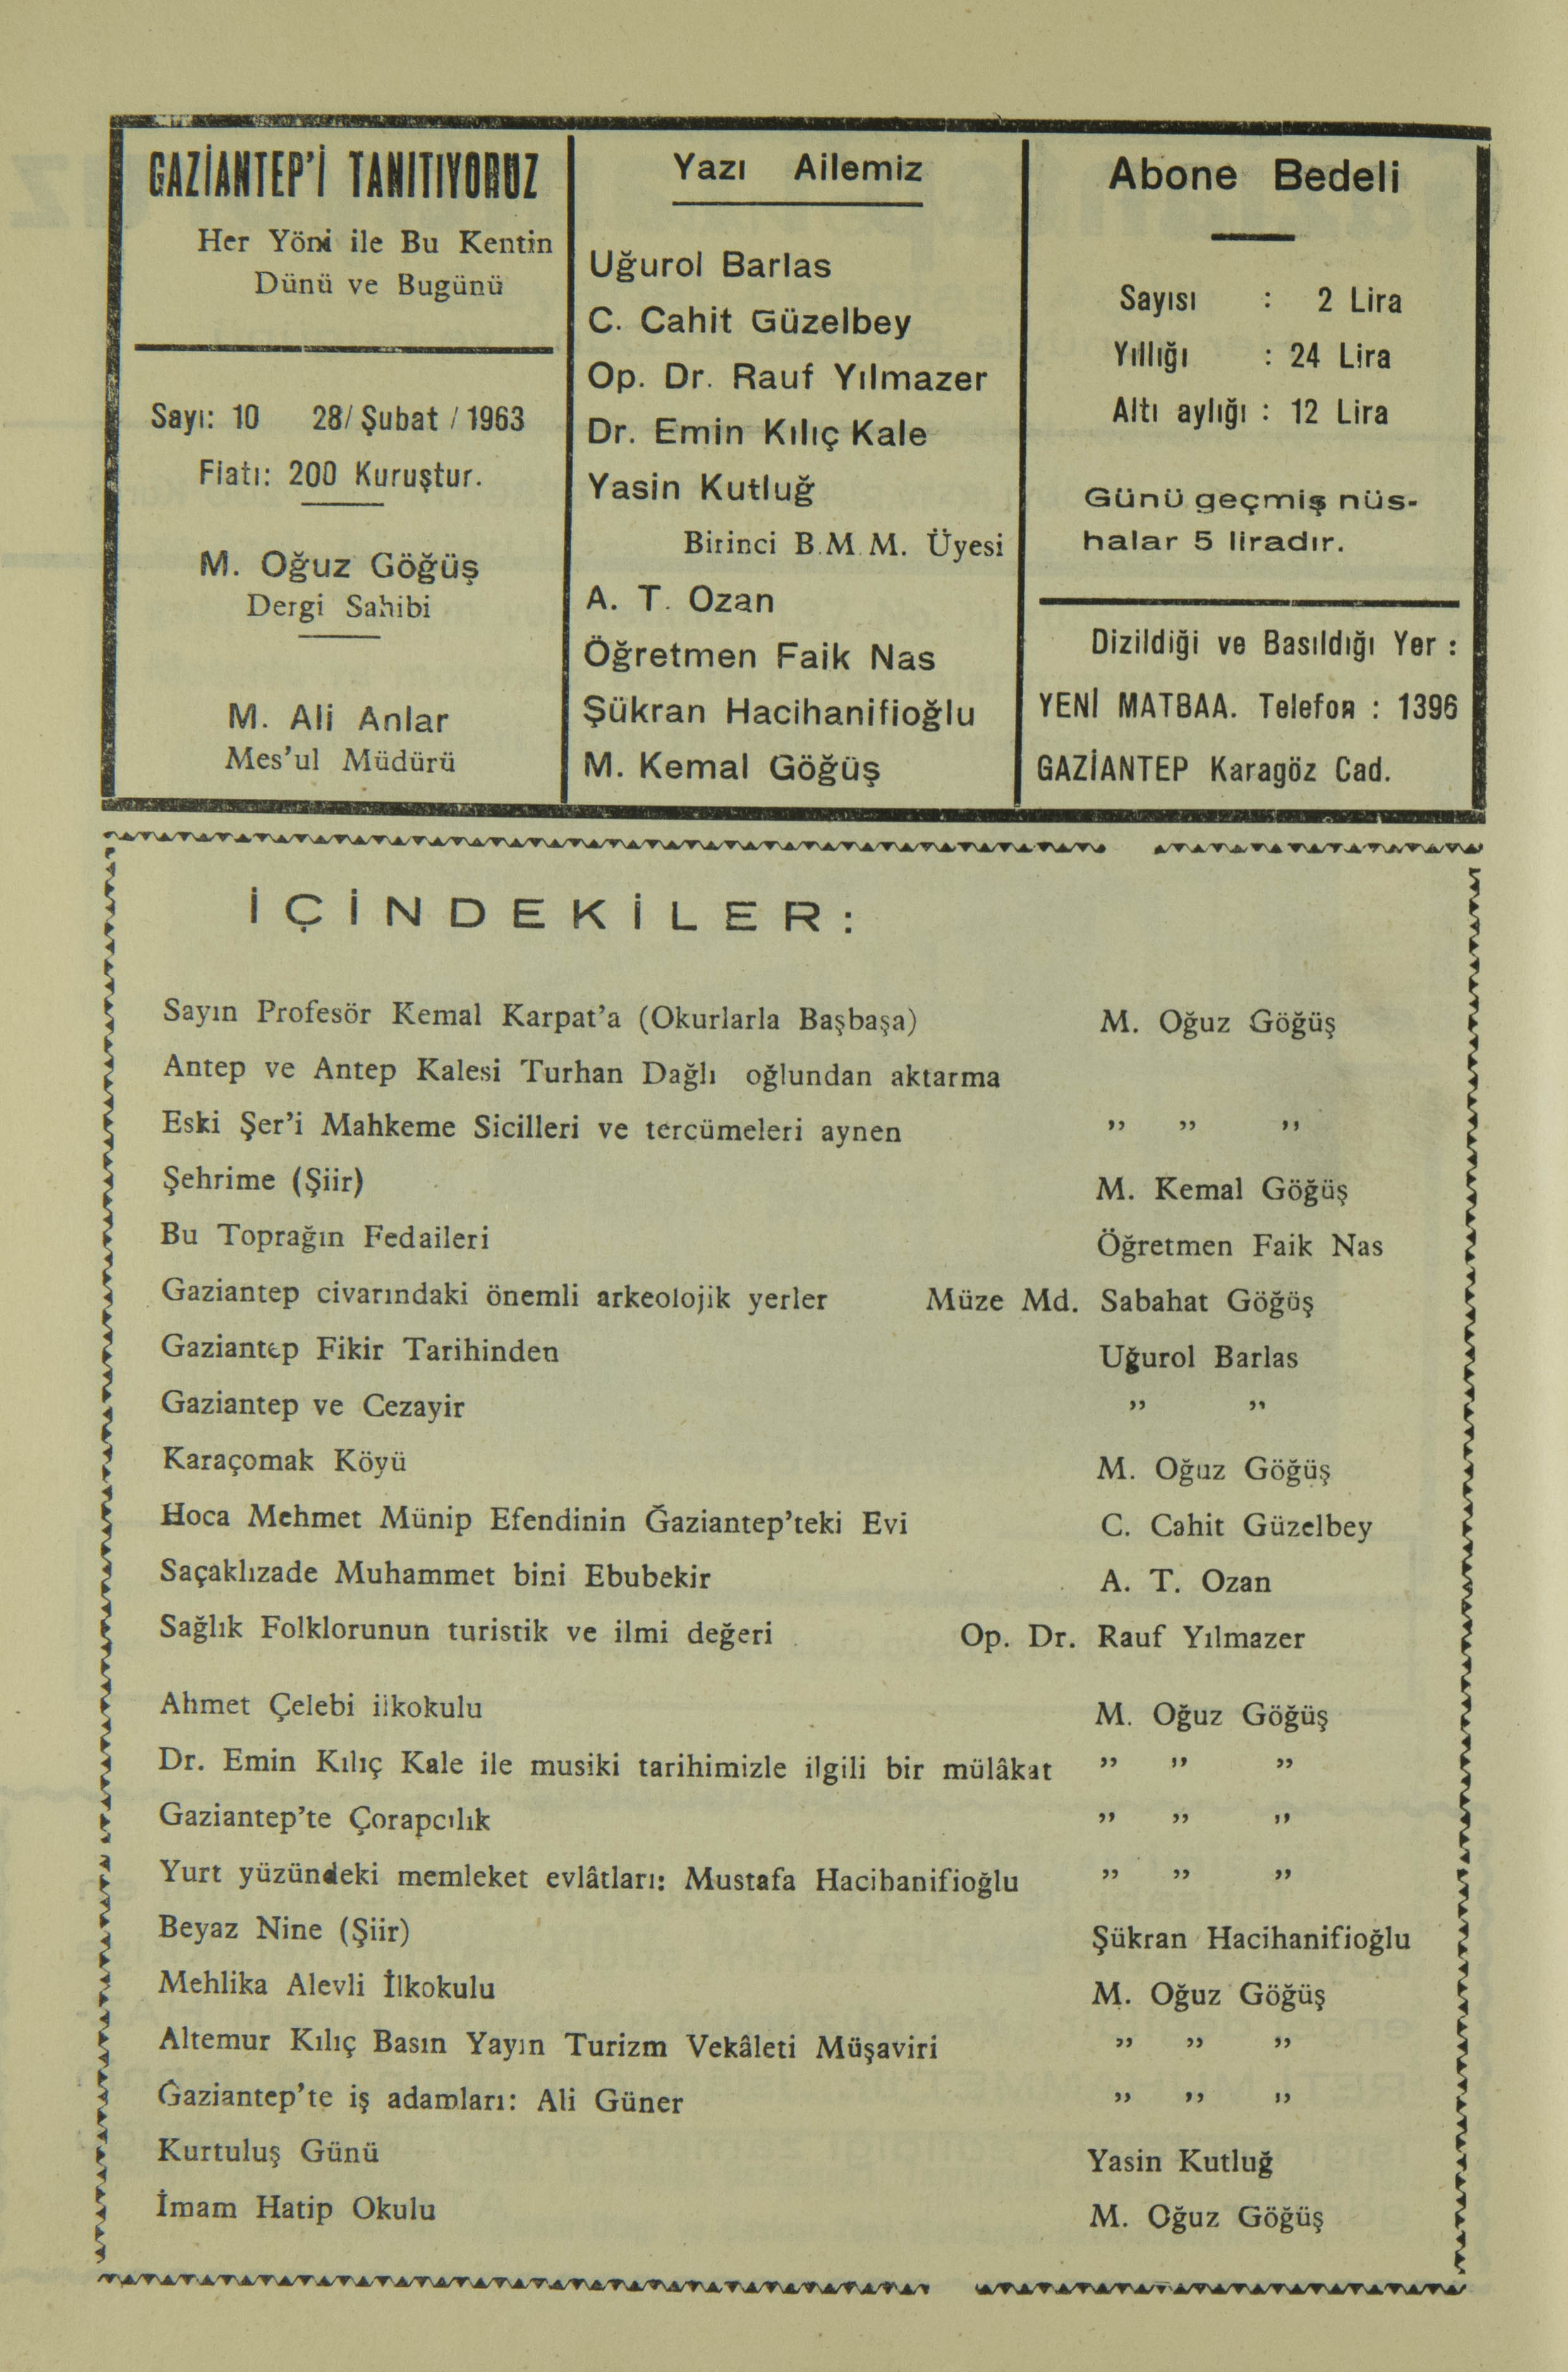 GAZİANTEP'İ TANITIYORUZ
Her Yöni ile Bu Kentin
Dünü ve Bugünü
Sayı: 10 28/ Şubat / 1963
Fiatı: 200 Kuruştur.
M. Oğuz Göğüş
Dergi Sahibi
M. Ali Anlar
Mes'ul Müdürü
Yazı Ailemiz
Uğurol Barlas
C. Cahit Güzelbey
Op. Dr. Rauf Yılmazer
Dr. Emin Kılıç Kale
Yasin Kutluğ
Birinci B.M.M. Üyesi
A. T. Ozan
Öğretmen Faik Nas
Şükran Hacihanifioğlu
M. Kemal Göğüş
Abone Bedeli
Sayısı : 2 Lira
Yıllığı : 24 Lira
Altı aylığı : 12 Lira
Günü geçmiş nüs-
halar 5 liradır.
Dizildiği ve Basıldığı Yer :
YENİ MATBAA. Telefon : 1396
GAZİANTEP Karagöz Cad.
İÇİNDEKİLER:
Sayın Profesör Kemal Karpat'a (Okurlarla Başbaşa) M. Oğuz Göğüş
Antep ve Antep Kalesi Turhan Dağlı oğlundan aktarma
Eski Şer'i Mahkeme Sicilleri ve tercümeleri aynen ,, ,, ,,
Şehrime (Şiir) M. Kemal Göğüş
Bu Toprağın Fedaileri Öğretmen Faik Nas
Gaziantep civarındaki önemli arkeolojik yerler Müze Md. Sabahat Göğüş
Gaziantep Fikir Tarihinden Uğurol Barlas
Gaziantep ve Cezayir ,, ,,
Karaçomak Köyü M. Oğuz Göğüş
Hoca Mehmet Münip Efendinin Gaziantep'teki Evi C. Cahit Güzelbey
Saçaklızade Muhammet bini Ebubekir A. T. Ozan
Sağlık Folklorunun turistik ve ilmi değeri Op. Dr. Rauf Yılmazer
Ahmet Çelebi ilkokulu M. Oğuz Göğüş
Dr. Emin Kılıç Kale ile musiki tarihimizle ilgili bir mülâkat ,, ,, ,,
Gaziantep'te Çorapcılık ,, ,, ,,
Yurt yüzündeki memleket evlâtları: Mustafa Hacihanifioğlu ,, ,, ,,
Beyaz Nine (Şiir) Şükran Hacihanifioğlu
Mehlika Alevli İlkokulu M. Oğuz Göğüş
Altemur Kılıç Basın Yayın Turizm Vekâleti Müşaviri ,, ,, ,,
Gaziantep'te iş adamları: Ali Güner ,, ,, ,,
Kurtuluş Günü Yasin Kutluğ
İmam Hatip Okulu M. Oğuz Göğüş